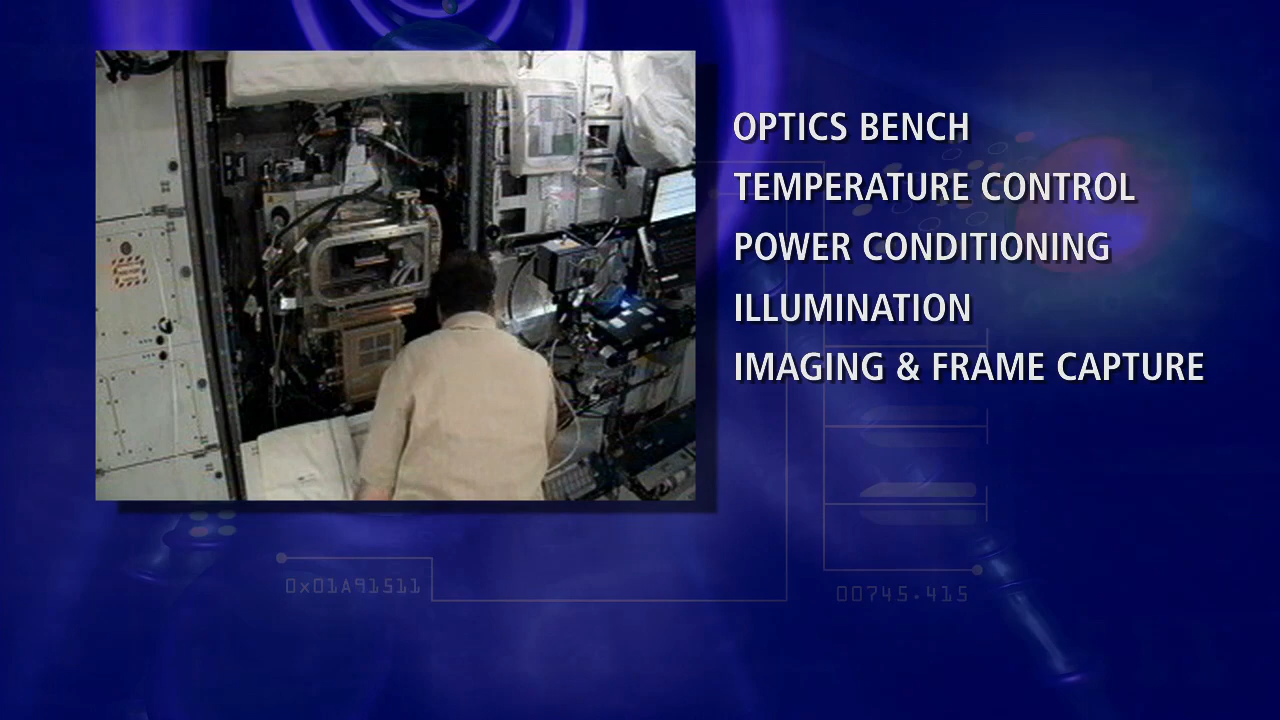 OPTICS BENCH
TEMPERATURE CONTROL
POWER CONDITIONING
ILLUMINATION
IMAGING & FRAME CAPTURE
0x01A91511
00745.415